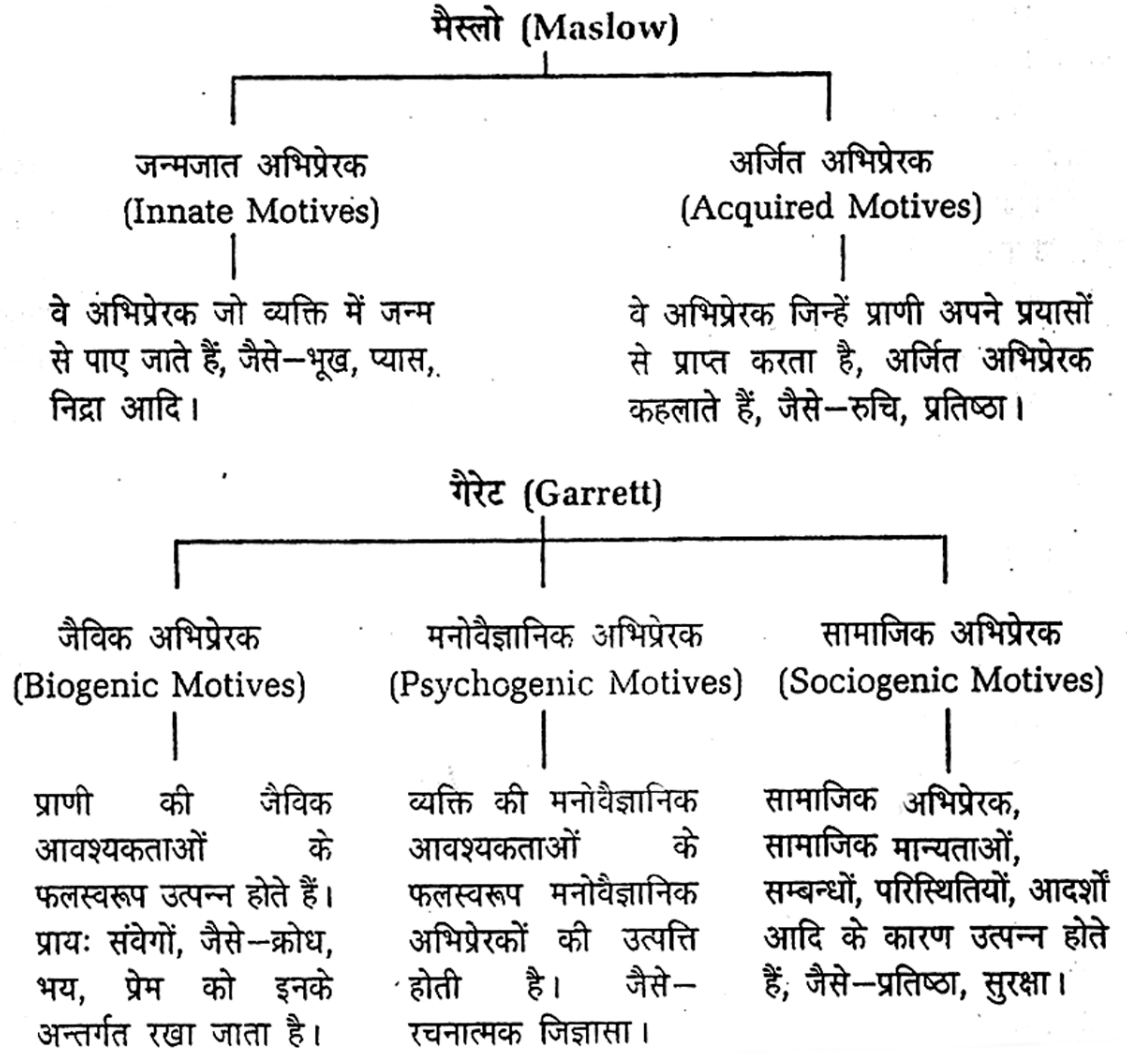 मैस्लो (Maslow)
जन्मजात अभिप्रेरक
(Innate Motives)
वे अभिप्रेरक जो व्यक्ति में जन्म
से पाए जाते हैं, जैसे–भूख, प्यास,
निद्रा आदि।
अर्जित अभिप्रेरक
(Acquired Motives)
वे अभिप्रेरक जिन्हें प्राणी अपने प्रयासों
से प्राप्त करता है, अर्जित अभिप्रेरक
कहलाते हैं, जैसे–रुचि, प्रतिष्ठा।
गैरेट (Garrett)
जैविक अभिप्रेरक
(Biogenic Motives)
प्राणी की जैविक
आवश्यकताओं के
फलस्वरूप उत्पन्न होते हैं।
प्रायः संवेगों, जैसे–क्रोध,
भय, प्रेम को इनके
अन्तर्गत रखा जाता है।
मनोवैज्ञानिक अभिप्रेरक
(Psychogenic Motives)
व्यक्ति की मनोवैज्ञानिक
आवश्यकताओं के
फलस्वरूप मनोवैज्ञानिक
अभिप्रेरकों की उत्पत्ति
होती है। जैसे–
रचनात्मक जिज्ञासा।
सामाजिक अभिप्रेरक
(Sociogenic Motives)
सामाजिक अभिप्रेरक,
सामाजिक मान्यताओं,
सम्बन्धों, परिस्थितियों, आदर्शों
आदि के कारण उत्पन्न होते
हैं, जैसे–प्रतिष्ठा, सुरक्षा।